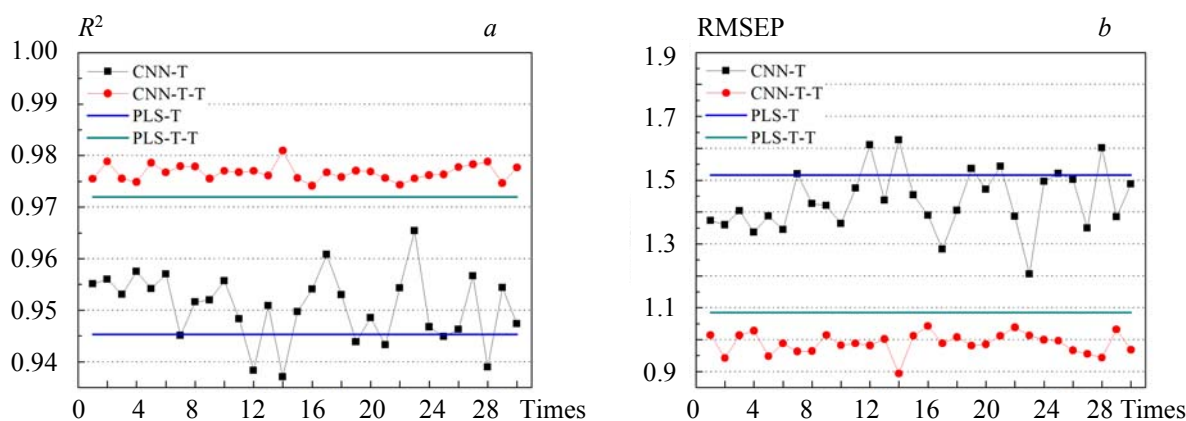 R² a
1.00
CNN-T
0.99
CNN-T-T
PLS-T
PLS-T-T
0.98
0.97
0.96
0.95
0.94
0 4 8 12 16 20 24 28 Times
RMSEP b
1.9
CNN-T
CNN-T-T
1.7
PLS-T
PLS-T-T
1.5
1.3
1.1
0.9
0 4 8 12 16 20 24 28 Times